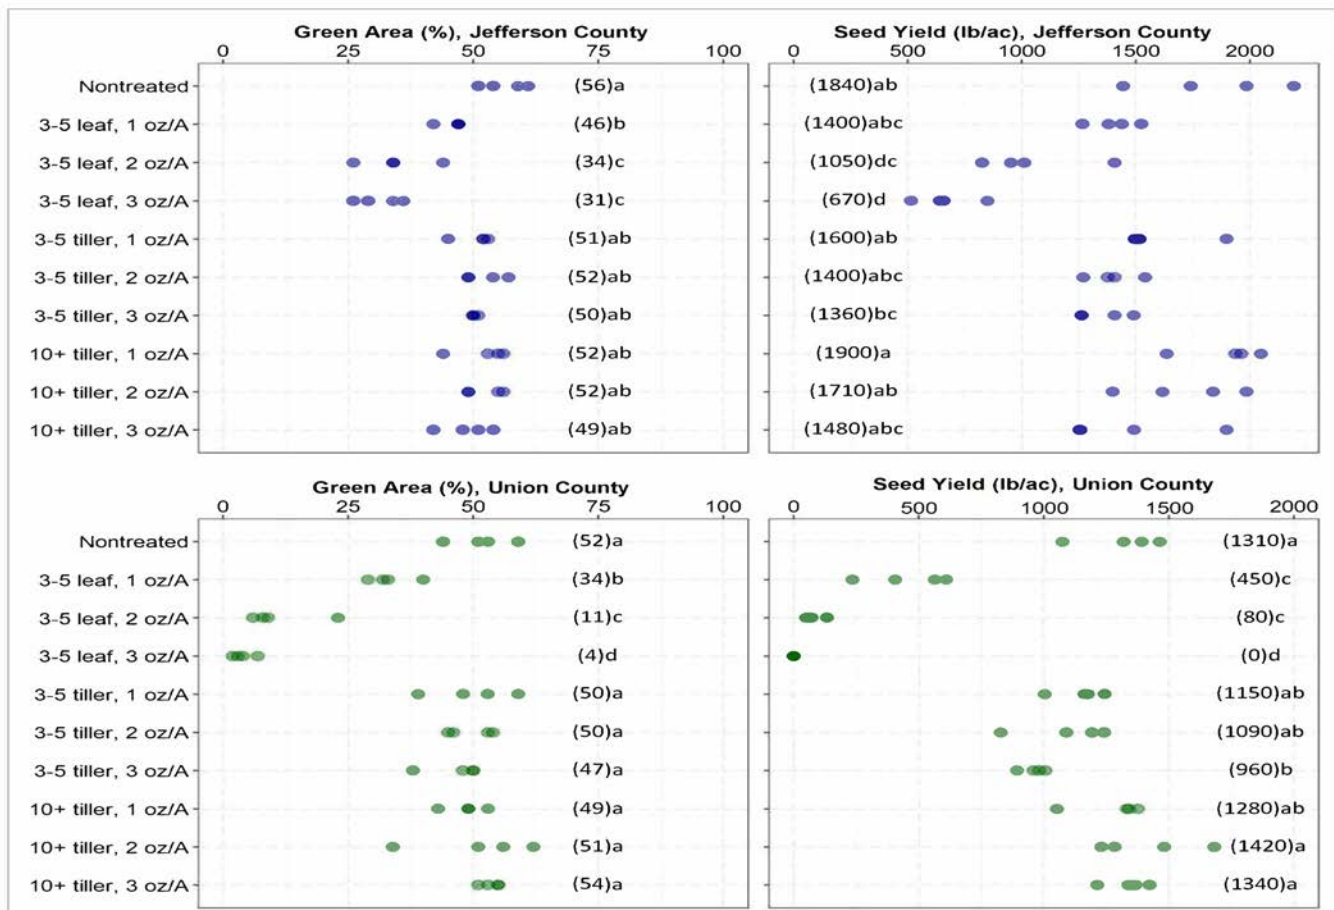 Green Area (%), Jefferson County
0 25 50 75 100
Seed Yield (lb/ac), Jefferson County
0 500 1000 1500 2000
Nontreated (56)a (1840)ab
3-5 leaf, 1 oz/A (46)b (1400)abc
3-5 leaf, 2 oz/A (34)c (1050)dc
3-5 leaf, 3 oz/A (31)c (670)d
3-5 tiller, 1 oz/A (51)ab (1600)ab
3-5 tiller, 2 oz/A (52)ab (1400)abc
3-5 tiller, 3 oz/A (50)ab (1360)bc
10+ tiller, 1 oz/A (52)ab (1900)a
10+ tiller, 2 oz/A (52)ab (1710)ab
10+ tiller, 3 oz/A (49)ab (1480)abc
Green Area (%), Union County
0 25 50 75 100
Seed Yield (lb/ac), Union County
0 500 1000 1500 2000
Nontreated (52)a (1310)a
3-5 leaf, 1 oz/A (34)b (450)c
3-5 leaf, 2 oz/A (11)c (80)c
3-5 leaf, 3 oz/A (4)d (0)d
3-5 tiller, 1 oz/A (50)a (1150)ab
3-5 tiller, 2 oz/A (50)a (1090)ab
3-5 tiller, 3 oz/A (47)a (960)b
10+ tiller, 1 oz/A (49)a (1280)ab
10+ tiller, 2 oz/A (51)a (1420)a
10+ tiller, 3 oz/A (54)a (1340)a